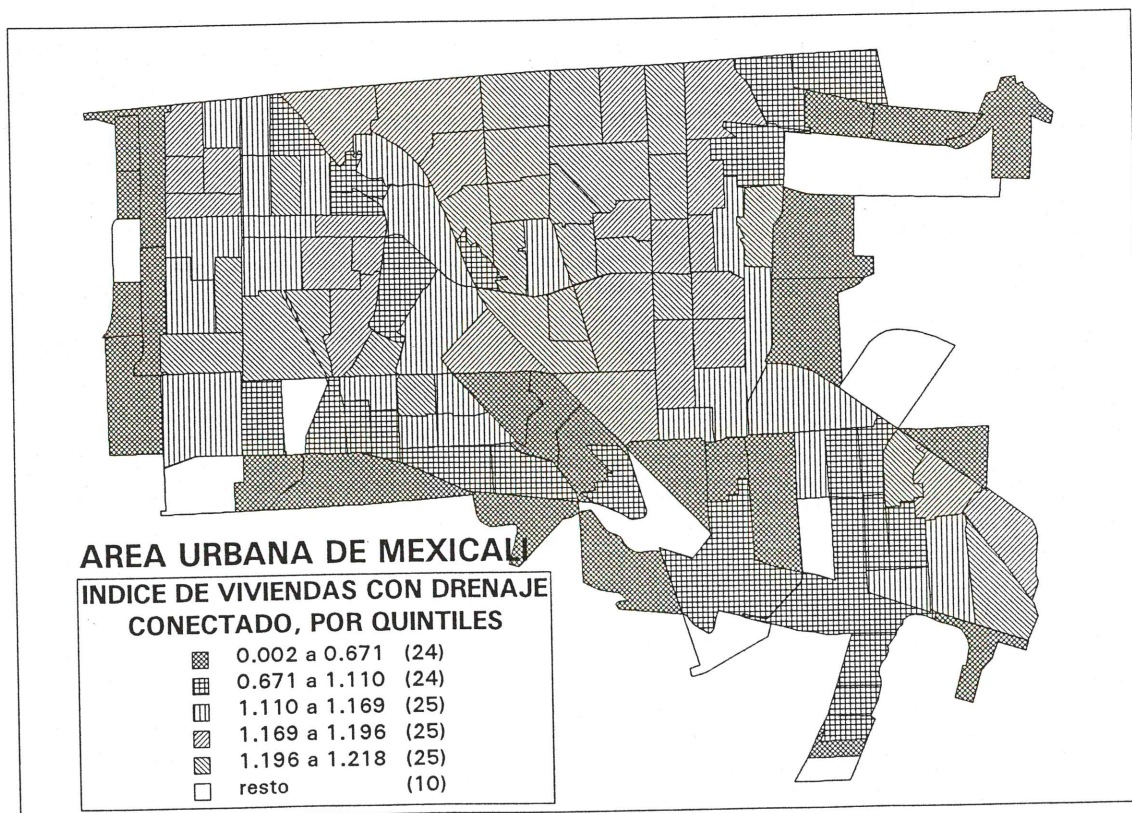 AREA URBANA DE MEXICALI
INDICE DE VIVIENDAS CON DRENAJE
CONECTADO, POR QUINTILES
0.002 a 0.671 (24)
0.671 a 1.110 (24)
1.110 a 1.169 (25)
1.169 a 1.196 (25)
1.196 a 1.218 (25)
resto (10)